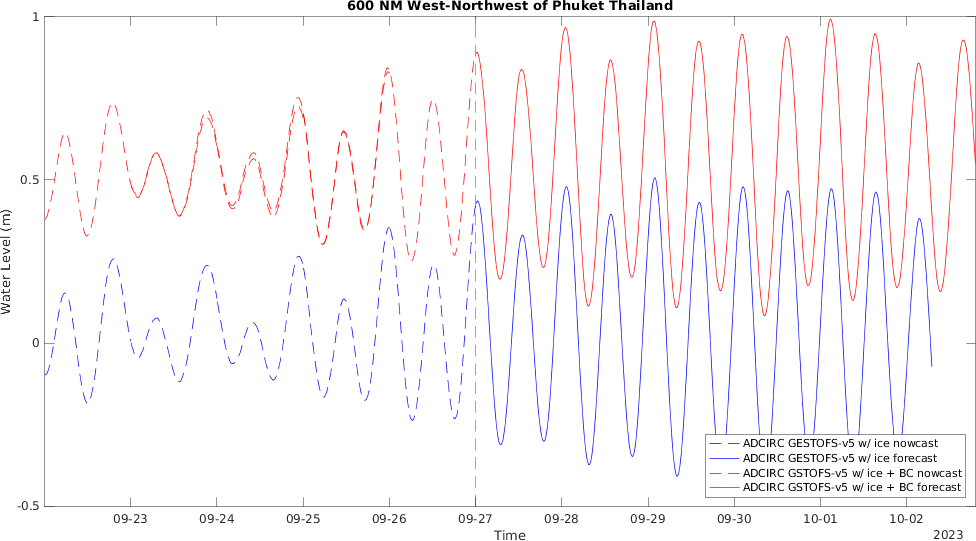 600 NM West-Northwest of Phuket Thailand
1
0.5
0
-0.5
Water Level (m)
ADCIRC GESTOFS-v5 w/ ice nowcast
ADCIRC GESTOFS-v5 w/ ice forecast
ADCIRC GSTOFS-v5 w/ ice + BC nowcast
ADCIRC GSTOFS-v5 w/ ice + BC forecast
09-23 09-24 09-25 09-26 09-27 09-28 09-29 09-30 10-01 10-02
Time
2023